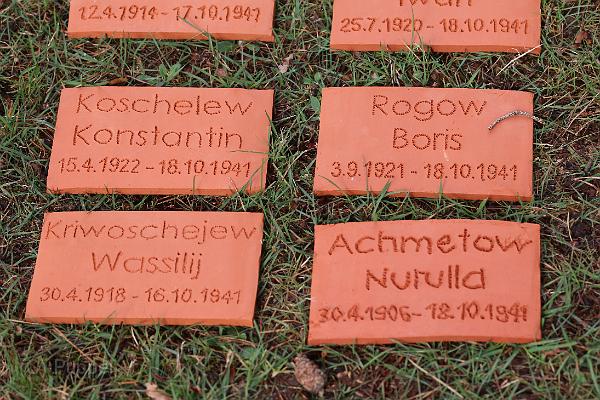 12.4.1914 - 17.10.1941
Iwan
25.7.1920 - 18.10.1941
Koschelew
Konstantin
15.4.1922 - 18.10.1941
Rogow
Boris
3.9.1921 - 18.10.1941
Kriwoschejew
Wassilij
30.4.1918 - 16.10.1941
Achmetow
Nurulla
30.4.1906 - 18.10.1941